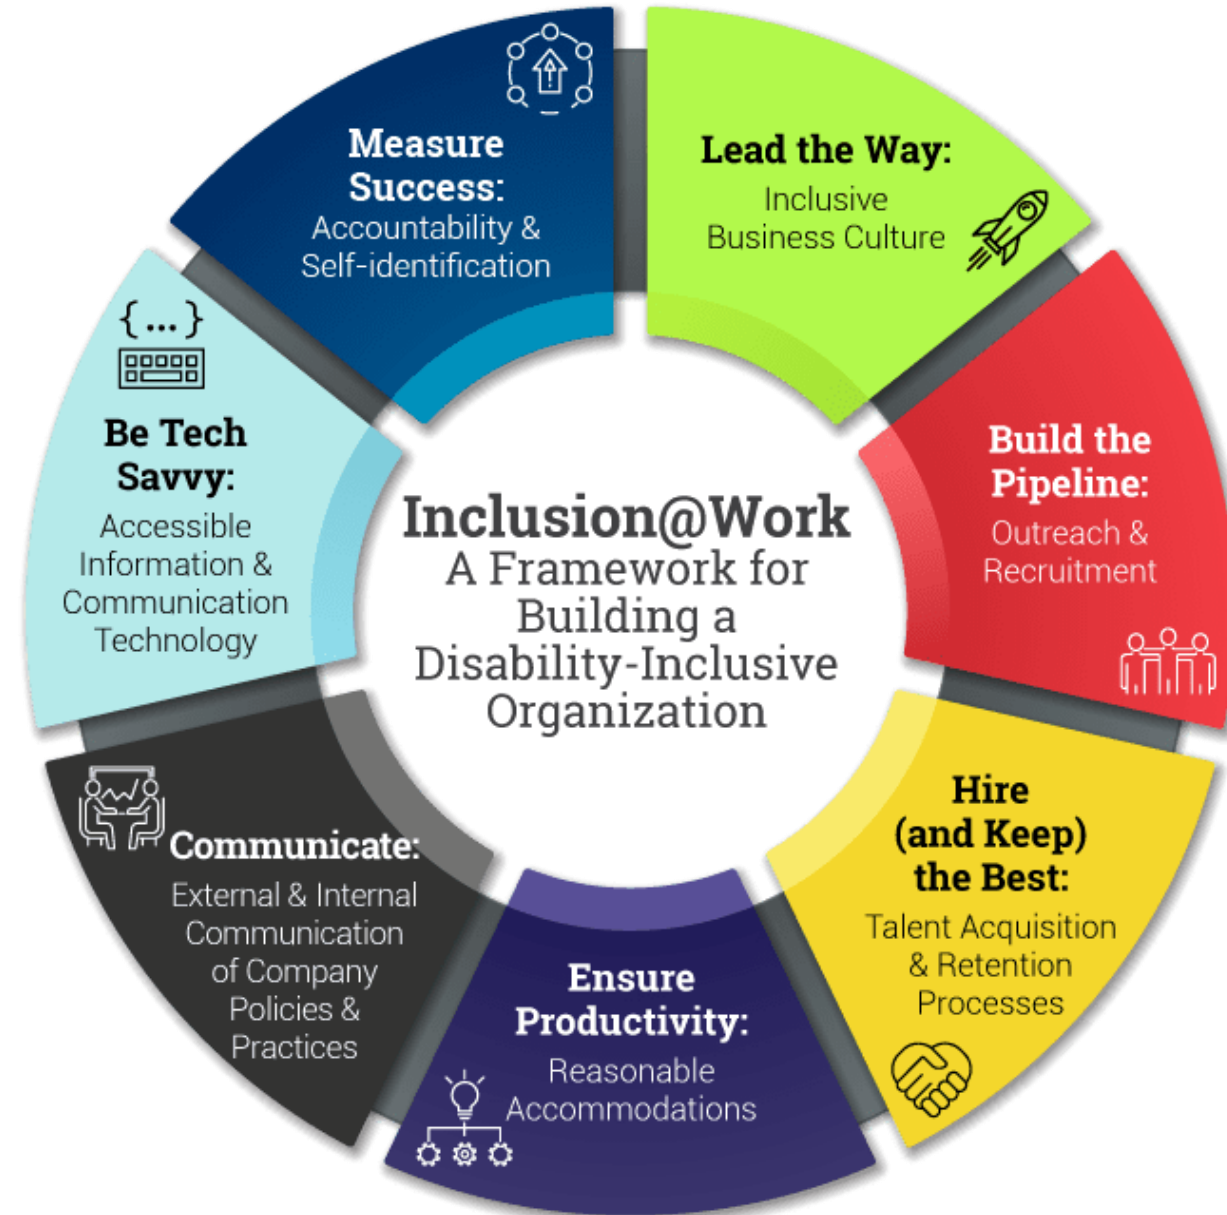 Inclusion@Work
A Framework for
Building a
Disability-Inclusive
Organization
Lead the Way:
Inclusive
Business Culture
Build the
Pipeline:
Outreach &
Recruitment
Hire
(and Keep)
the Best:
Talent Acquisition
& Retention
Processes
Ensure
Productivity:
Reasonable
Accommodations
Communicate:
External & Internal
Communication
of Company
Policies &
Practices
Be Tech
Savvy:
{...}
Accessible
Information &
Communication
Technology
Measure
Success:
Accountability &
Self-identification